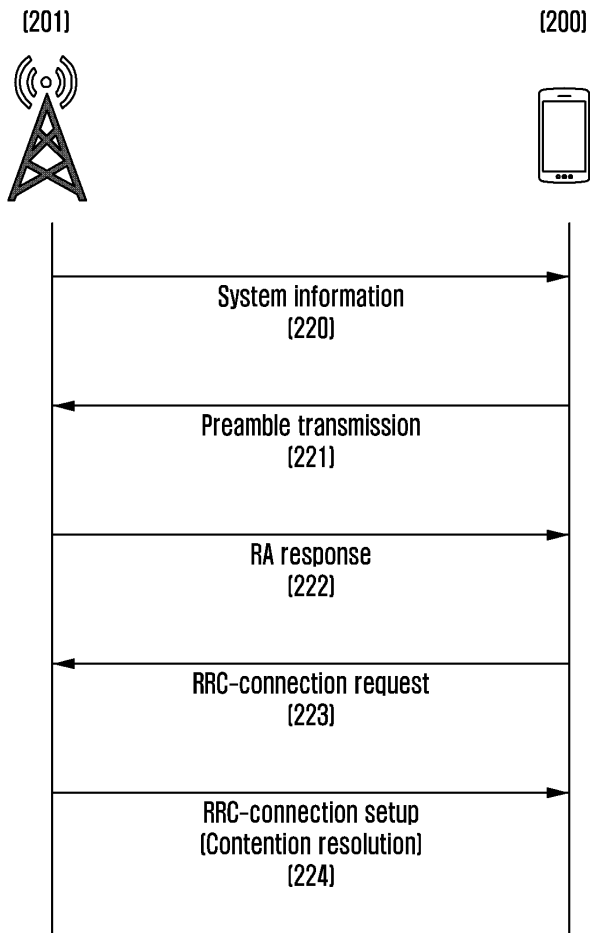 (201)
(200)
System information
(220)
Preamble transmission
(221)
RA response
(222)
RRC-connection request
(223)
RRC-connection setup
(Contention resolution)
(224)